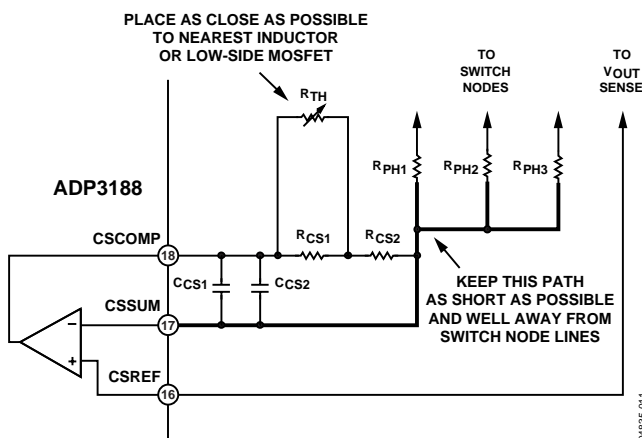 PLACE AS CLOSE AS POSSIBLE
TO NEAREST INDUCTOR
OR LOW-SIDE MOSFET
TO
SWITCH
NODES
TO
VOUT
SENSE
RTH
RPH1
RPH2
RPH3
ADP3188
CSCOMP
18
RCS1
RCS2
CCS1
CCS2
KEEP THIS PATH
AS SHORT AS POSSIBLE
AND WELL AWAY FROM
SWITCH NODE LINES
CSSUM
17
–
+
CSREF
16